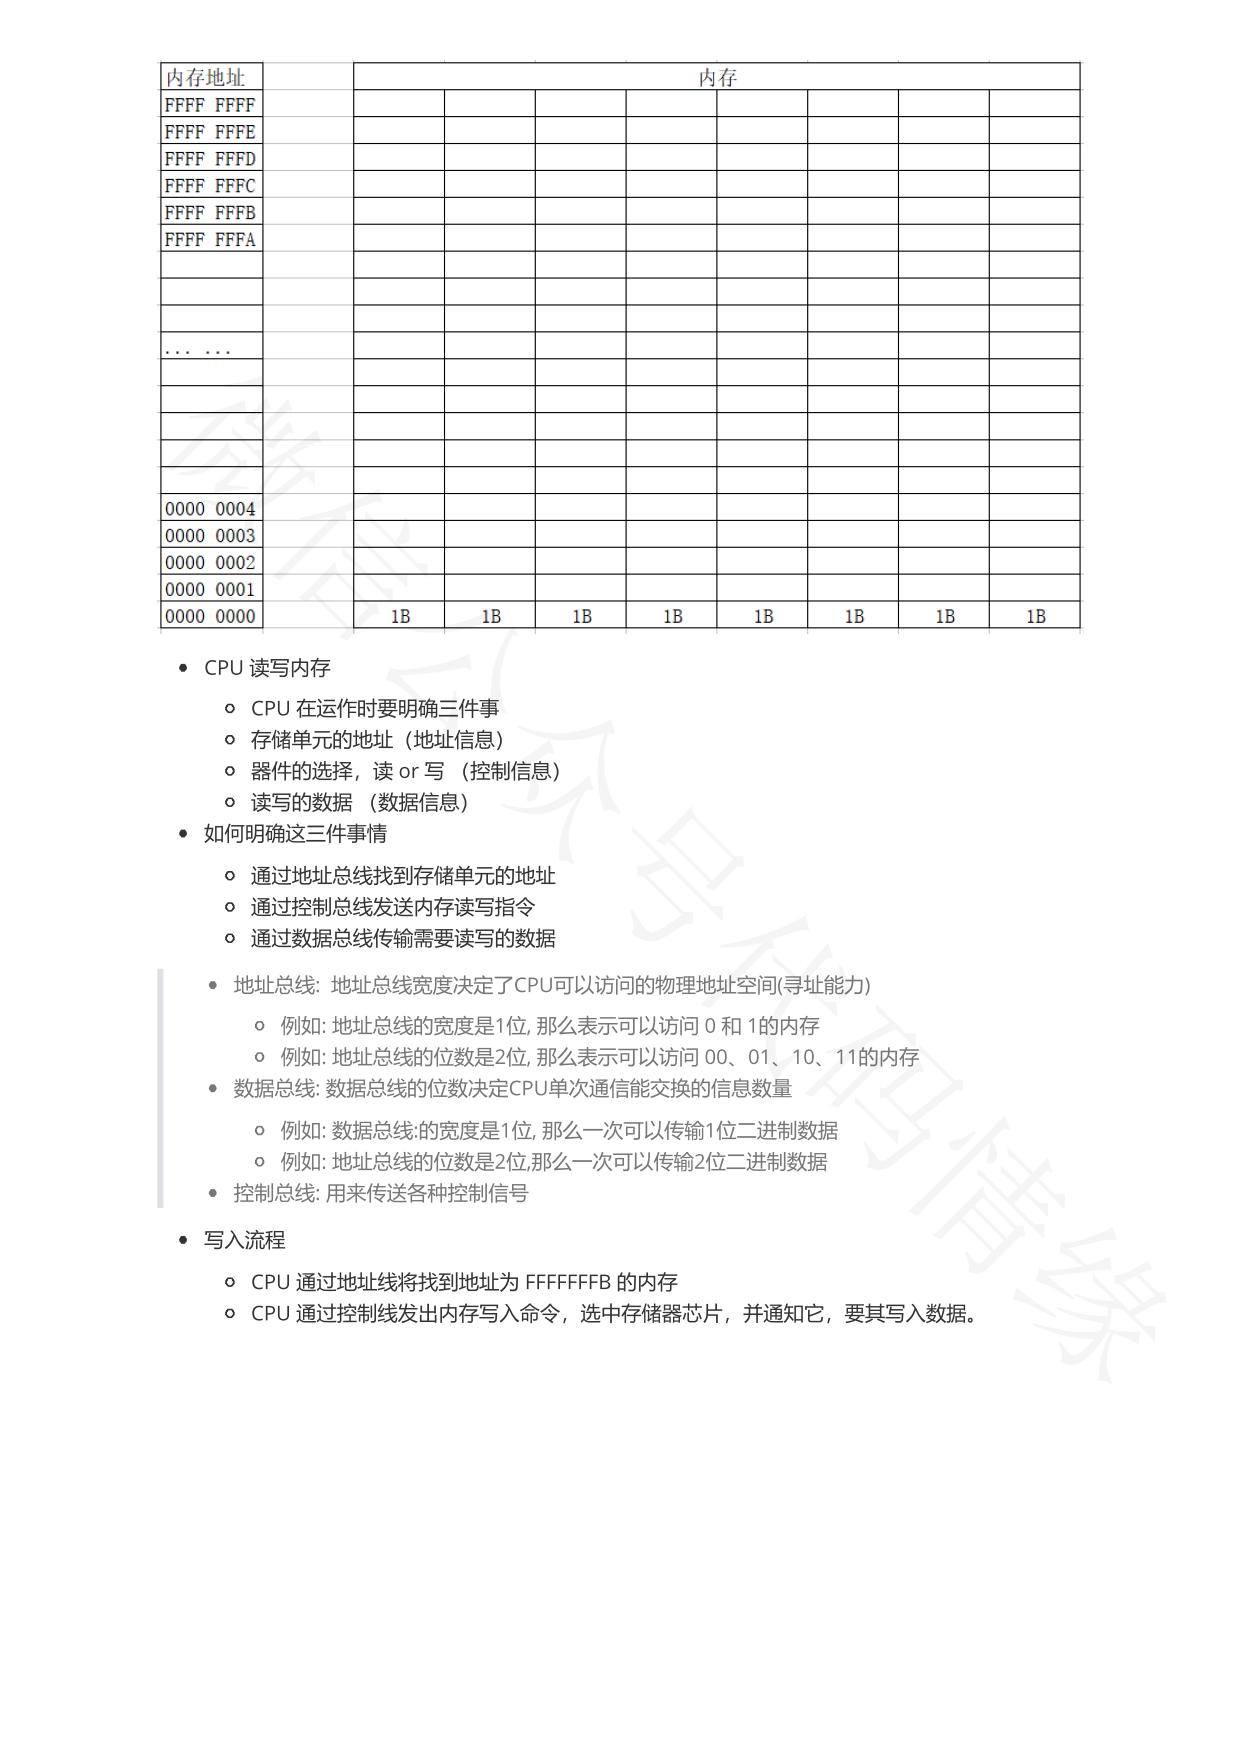 内存地址 内存
FFFF FFFF
FFFF FFFE
FFFF FFFD
FFFF FFFC
FFFF FFFB
FFFF FFFA
... ...
0000 0004
0000 0003
0000 0002
0000 0001
0000 0000 1B 1B 1B 1B 1B 1B 1B 1B
CPU 读写内存
CPU 在运作时要明确三件事
存储单元的地址（地址信息）
器件的选择，读 or 写 （控制信息）
读写的数据 （数据信息）
如何明确这三件事情
通过地址总线找到存储单元的地址
通过控制总线发送内存读写指令
通过数据总线传输需要读写的数据
地址总线: 地址总线宽度决定了CPU可以访问的物理地址空间(寻址能力)
例如: 地址总线的宽度是1位, 那么表示可以访问 0 和 1的内存
例如: 地址总线的位数是2位, 那么表示可以访问 00、01、10、11的内存
数据总线: 数据总线的位数决定CPU单次通信能交换的信息数量
例如: 数据总线:的宽度是1位, 那么一次可以传输1位二进制数据
例如: 地址总线的位数是2位,那么一次可以传输2位二进制数据
控制总线: 用来传送各种控制信号
写入流程
CPU 通过地址线将找到地址为 FFFFFFFB 的内存
CPU 通过控制线发出内存写入命令，选中存储器芯片，并通知它，要其写入数据。
微信公众号代码情缘